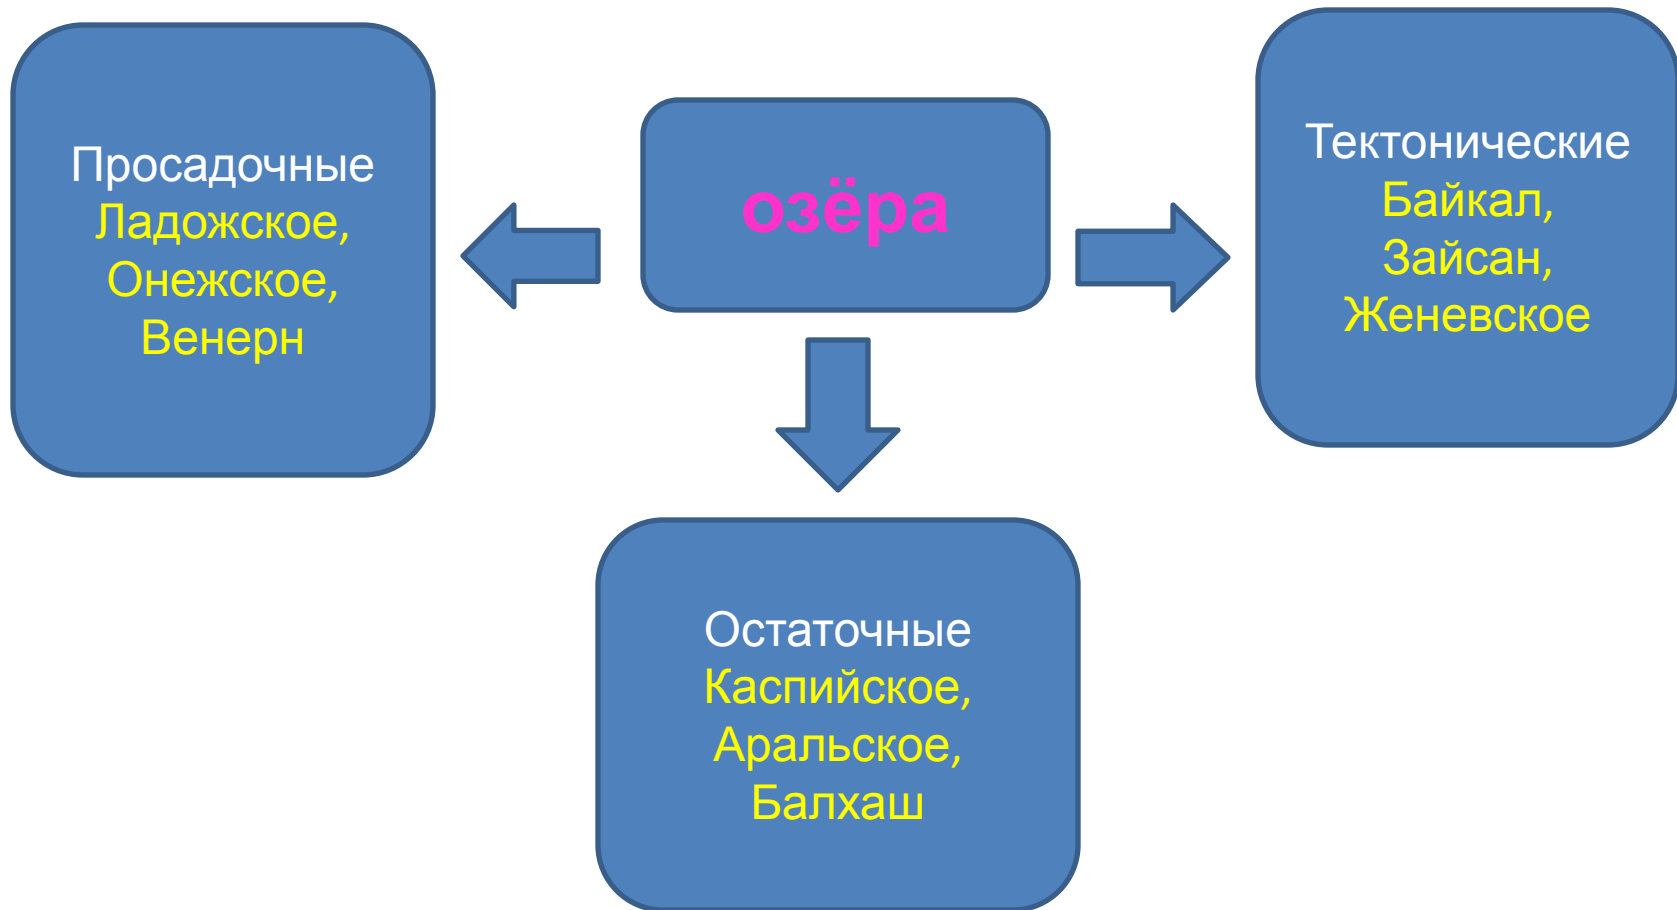 Просадочные
Ладожское,
Онежское,
Венерн
озёра
Тектонические
Байкал,
Зайсан,
Женевское
Остаточные
Каспийское,
Аральское,
Балхаш